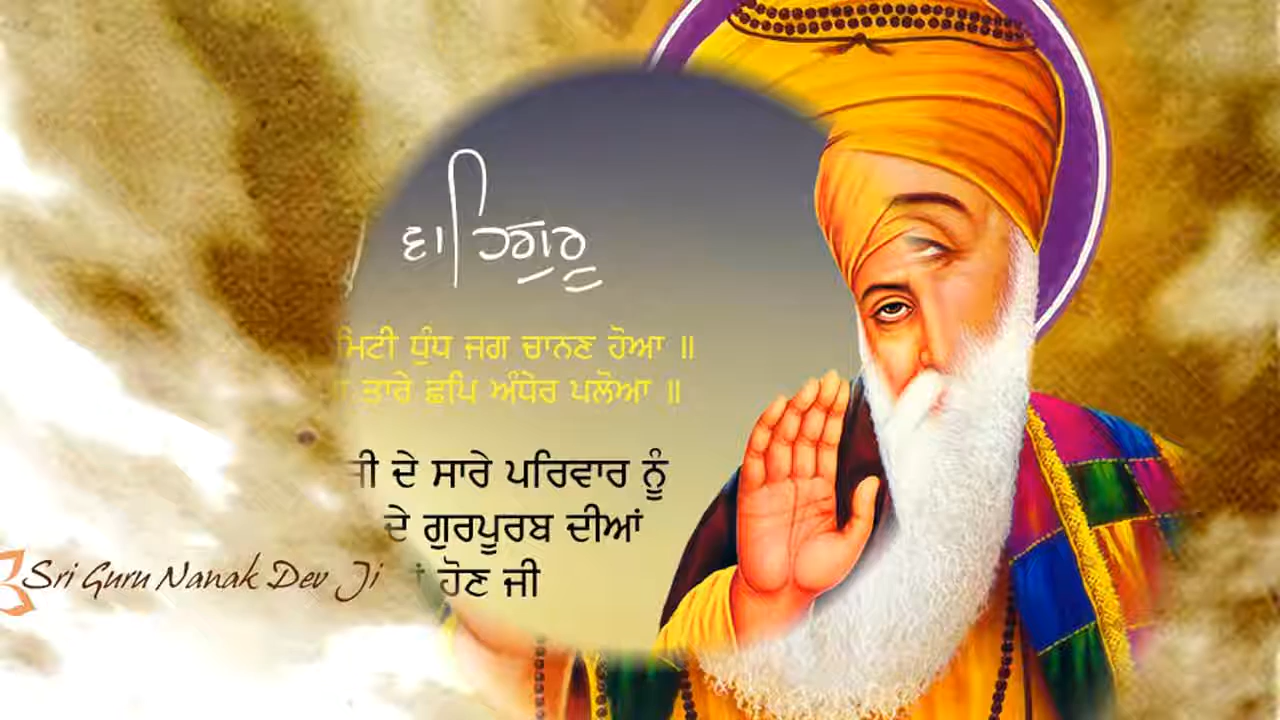 ਵਾਹਿਗੁਰੂ
ਮਿਟੀ ਧੁੰਧ ਜਗ ਚਾਨਣ ਹੋਆ ॥
ਤਾਰੇ ਛਪਿ ਅੰਧੇਰ ਪਲੋਆ ॥
ਜੀ ਦੇ ਸਾਰੇ ਪਰਿਵਾਰ ਨੂੰ
ਦੇ ਗੁਰਪੂਰਬ ਦੀਆਂ
ਹੋਣ ਜੀ
Sri Guru Nanak Dev Ji